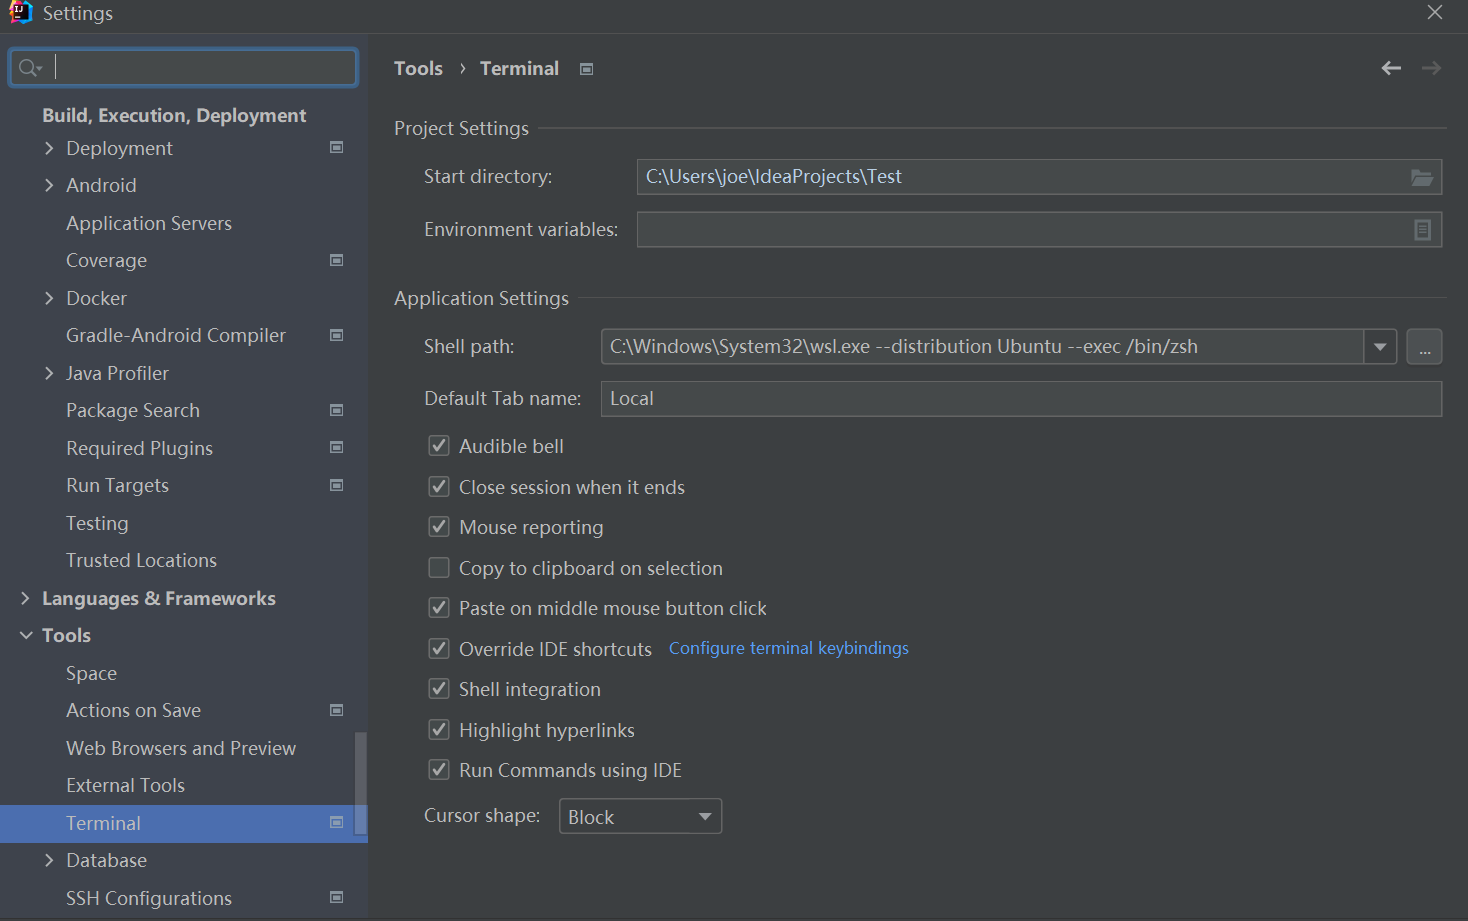 Settings
Build, Execution, Deployment
Deployment
Android
Application Servers
Coverage
Docker
Gradle-Android Compiler
Java Profiler
Package Search
Required Plugins
Run Targets
Testing
Trusted Locations
Languages & Frameworks
Tools
Space
Actions on Save
Web Browsers and Preview
External Tools
Terminal
Database
SSH Configurations
Tools › Terminal
Project Settings
Start directory: C:\Users\joe\IdeaProjects\Test
Environment variables:
Application Settings
Shell path: C:\Windows\System32\wsl.exe --distribution Ubuntu --exec /bin/zsh ...
Default Tab name: Local
Audible bell
Close session when it ends
Mouse reporting
Copy to clipboard on selection
Paste on middle mouse button click
Override IDE shortcuts Configure terminal keybindings
Shell integration
Highlight hyperlinks
Run Commands using IDE
Cursor shape: Block